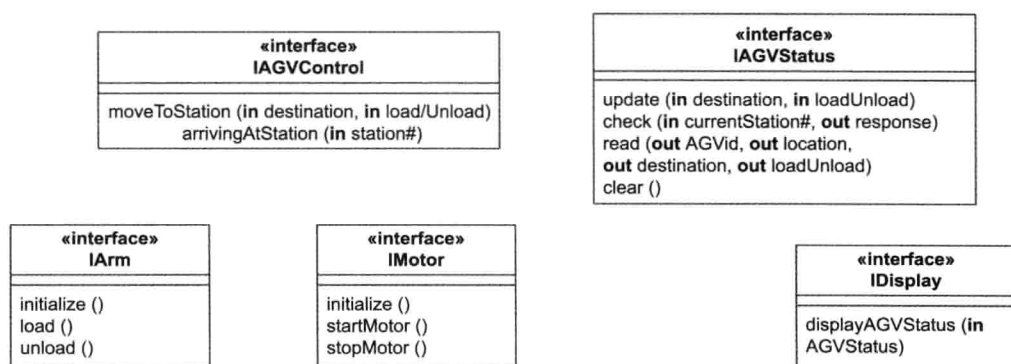 «interface»
IAGVControl
moveToStation (in destination, in load/Unload)
arrivingAtStation (in station#)
«interface»
IAGVStatus
update (in destination, in loadUnload)
check (in currentStation#, out response)
read (out AGVid, out location,
out destination, out loadUnload)
clear ()
«interface»
IArm
initialize ()
load ()
unload ()
«interface»
IMotor
initialize ()
startMotor ()
stopMotor ()
«interface»
IDisplay
displayAGVStatus (in
AGVStatus)